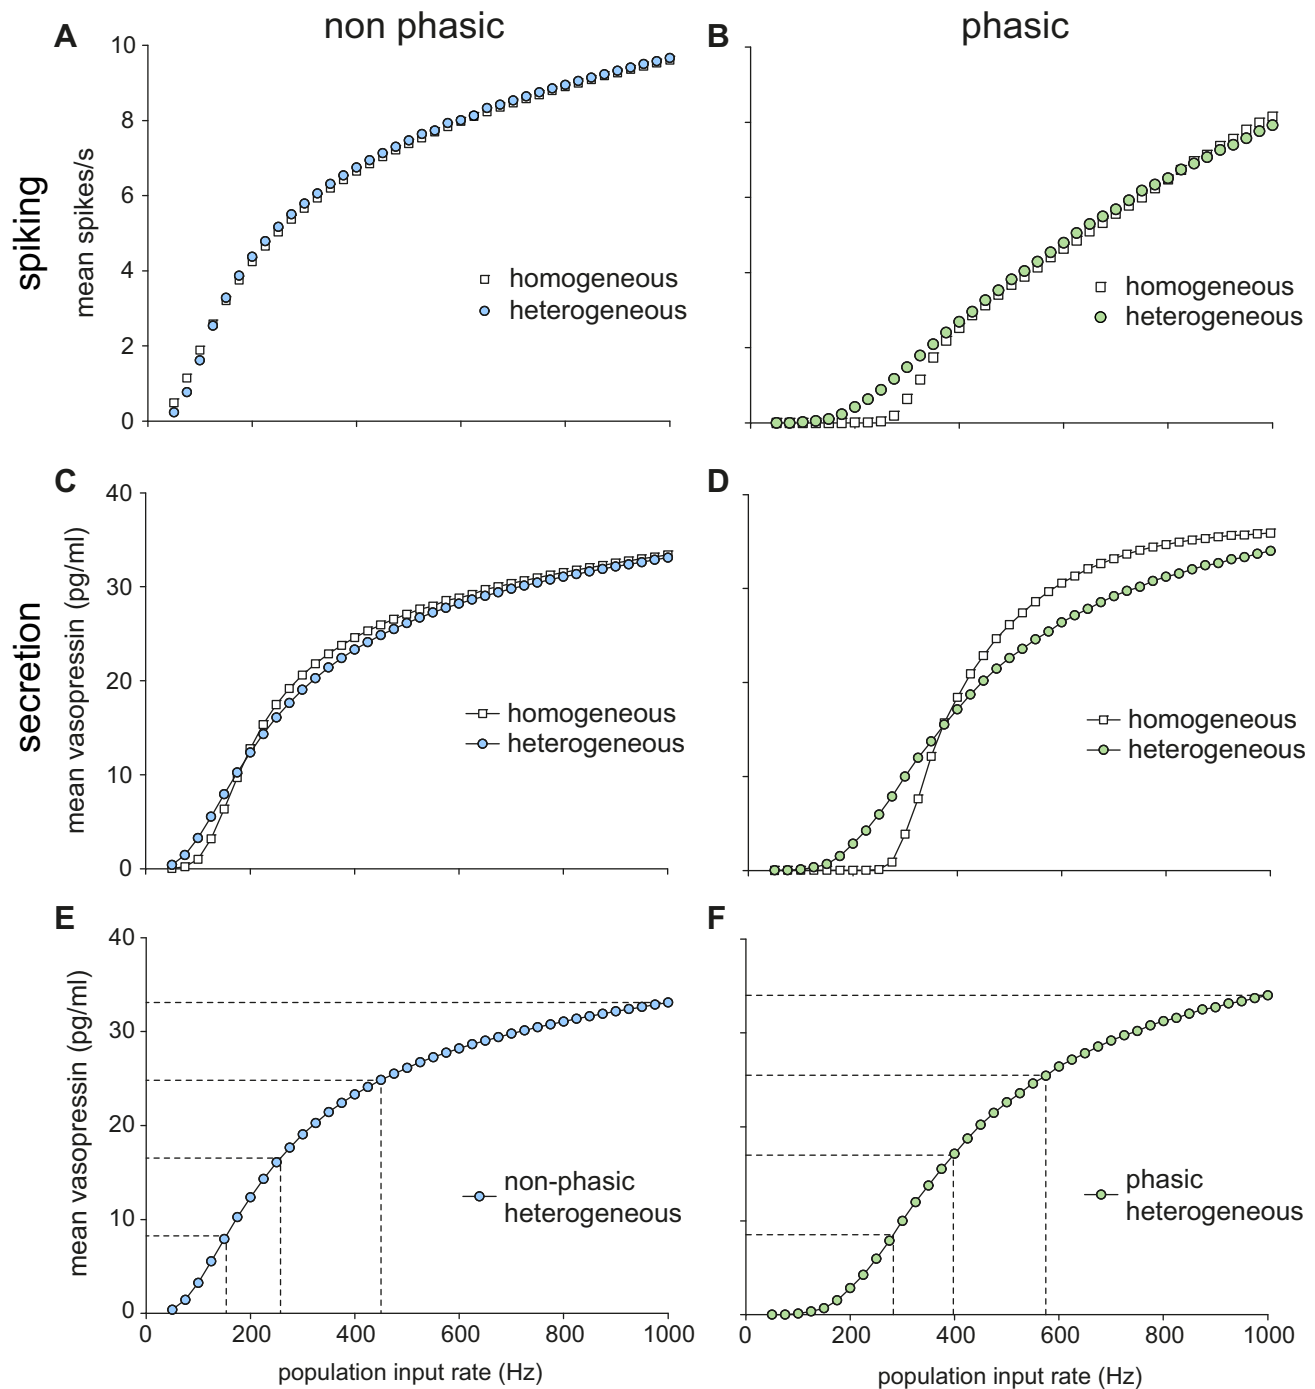 non phasic
phasic
A
B
spiking
mean spikes/s
10
8
6
4
2
0
homogeneous
heterogeneous
homogeneous
heterogeneous
C
D
secretion
mean vasopressin (pg/ml)
40
30
20
10
0
homogeneous
heterogeneous
homogeneous
heterogeneous
E
F
mean vasopressin (pg/ml)
40
30
20
10
0
non-phasic
heterogeneous
phasic
heterogeneous
0 200 400 600 800 1000
0 200 400 600 800 1000
population input rate (Hz)
population input rate (Hz)